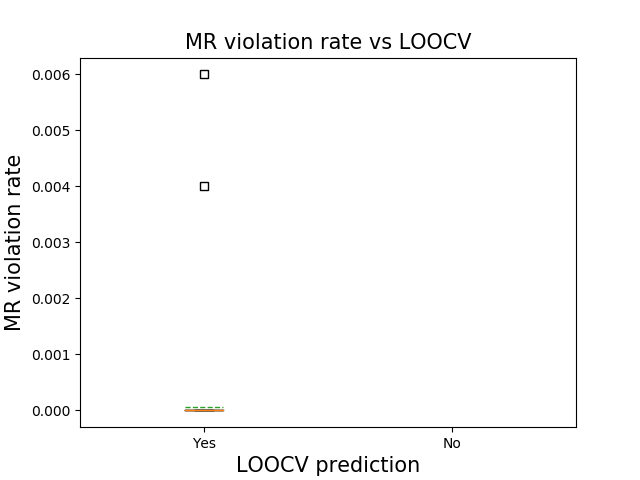 MR violation rate vs LOOCV
0.006
0.005
0.004
0.003
0.002
0.001
0.000
MR violation rate
Yes
No
LOOCV prediction